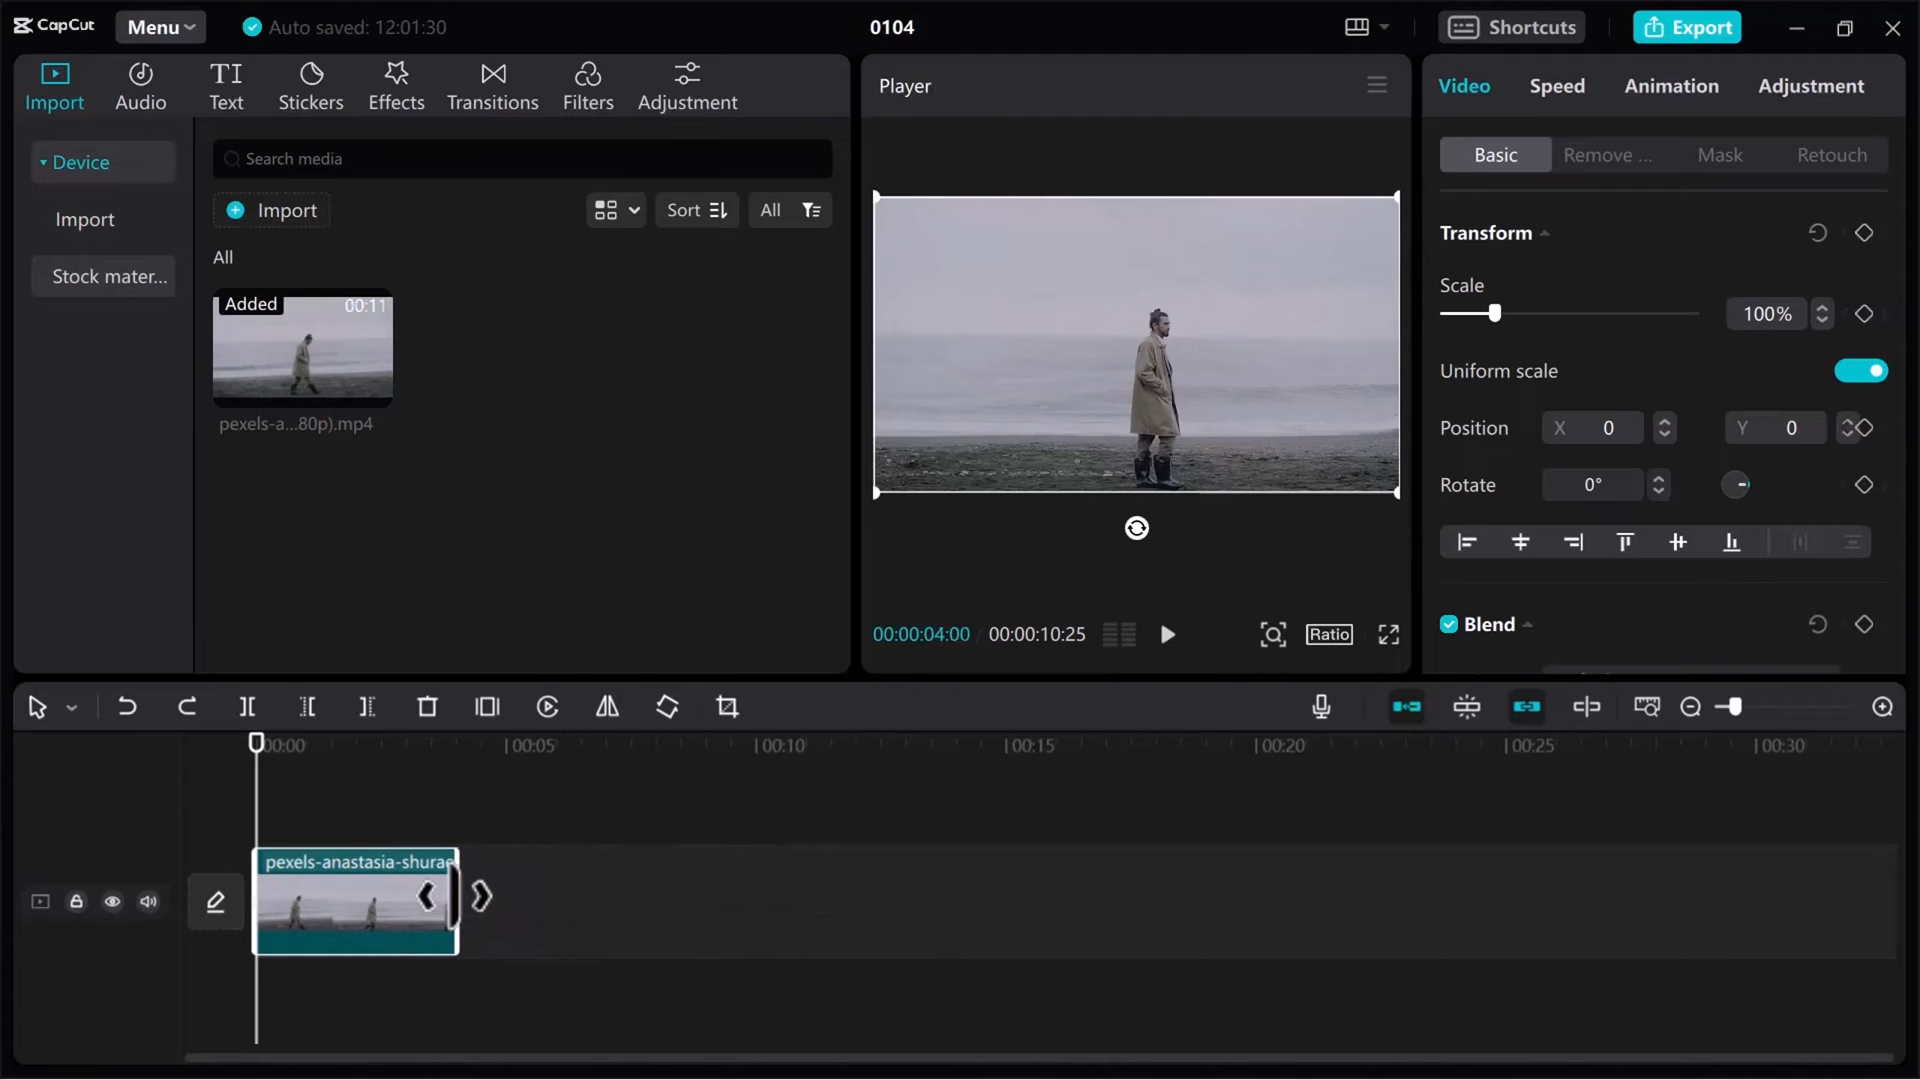 CapCut
Menu
Auto saved: 12:01:30
0104
Shortcuts
Export
Import
Audio
Text
Stickers
Effects
Transitions
Filters
Adjustment
Device
Import
Stock mater...
Search media
Import
Sort
All
All
Added
00:11
pexels-a...80p).mp4
Player
00:00:04:00
00:00:10:25
Ratio
Video
Speed
Animation
Adjustment
Basic
Remove ...
Mask
Retouch
Transform
Scale
100%
Uniform scale
Position
X 0
Y 0
Rotate
0°
Blend
00:00
00:05
00:10
00:15
00:20
00:25
00:30
pexels-anastasia-shurae